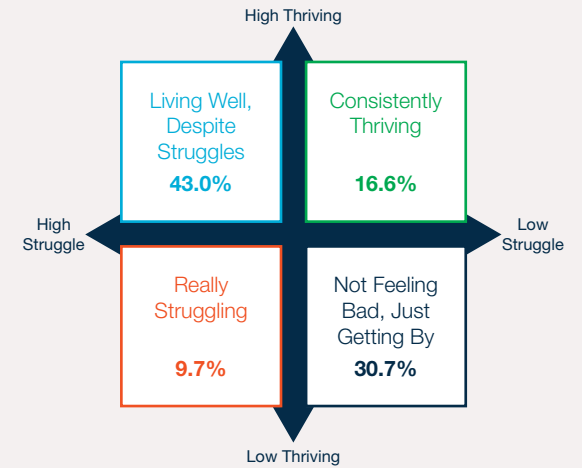 High Thriving
Living Well,
Despite
Struggles
43.0%
Consistently
Thriving
16.6%
High
Struggle
Low
Struggle
Really
Struggling
9.7%
Not Feeling
Bad, Just
Getting By
30.7%
Low Thriving